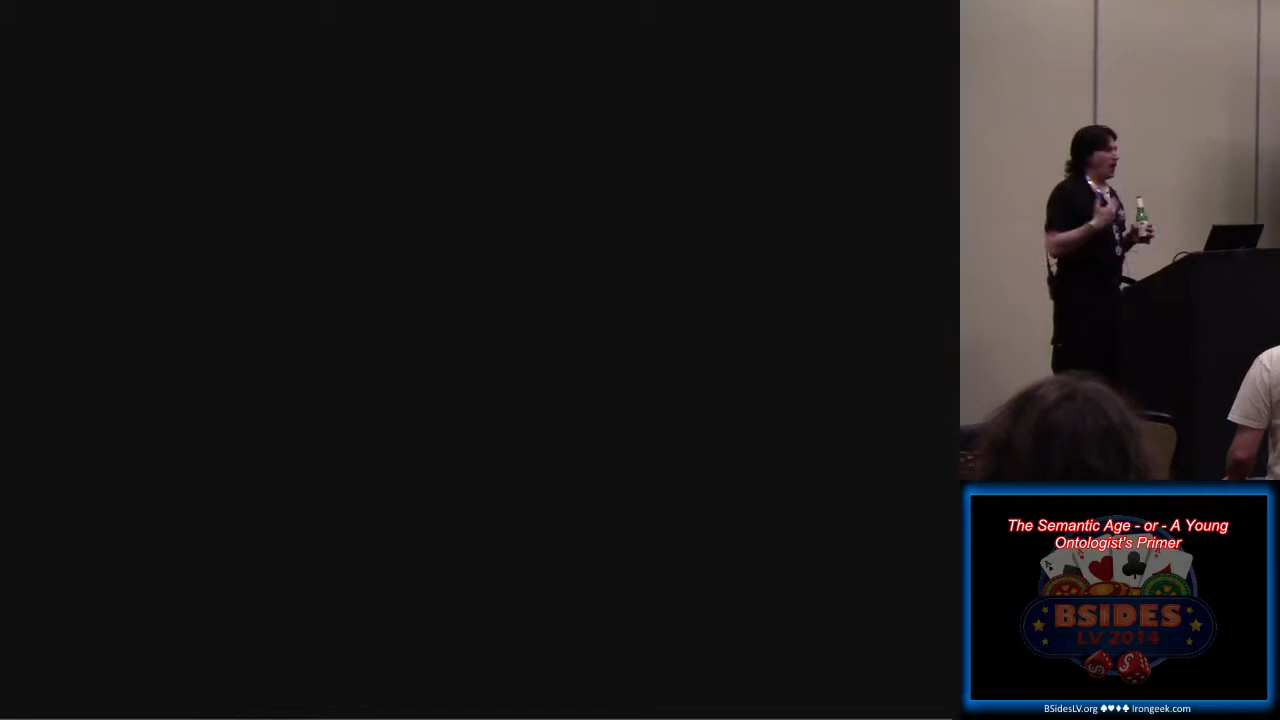 The Semantic Age - or - A Young
Ontologist's Primer
BSIDES
LV 2014
BSidesLV.org ♠♥♦♣ Irongeek.com